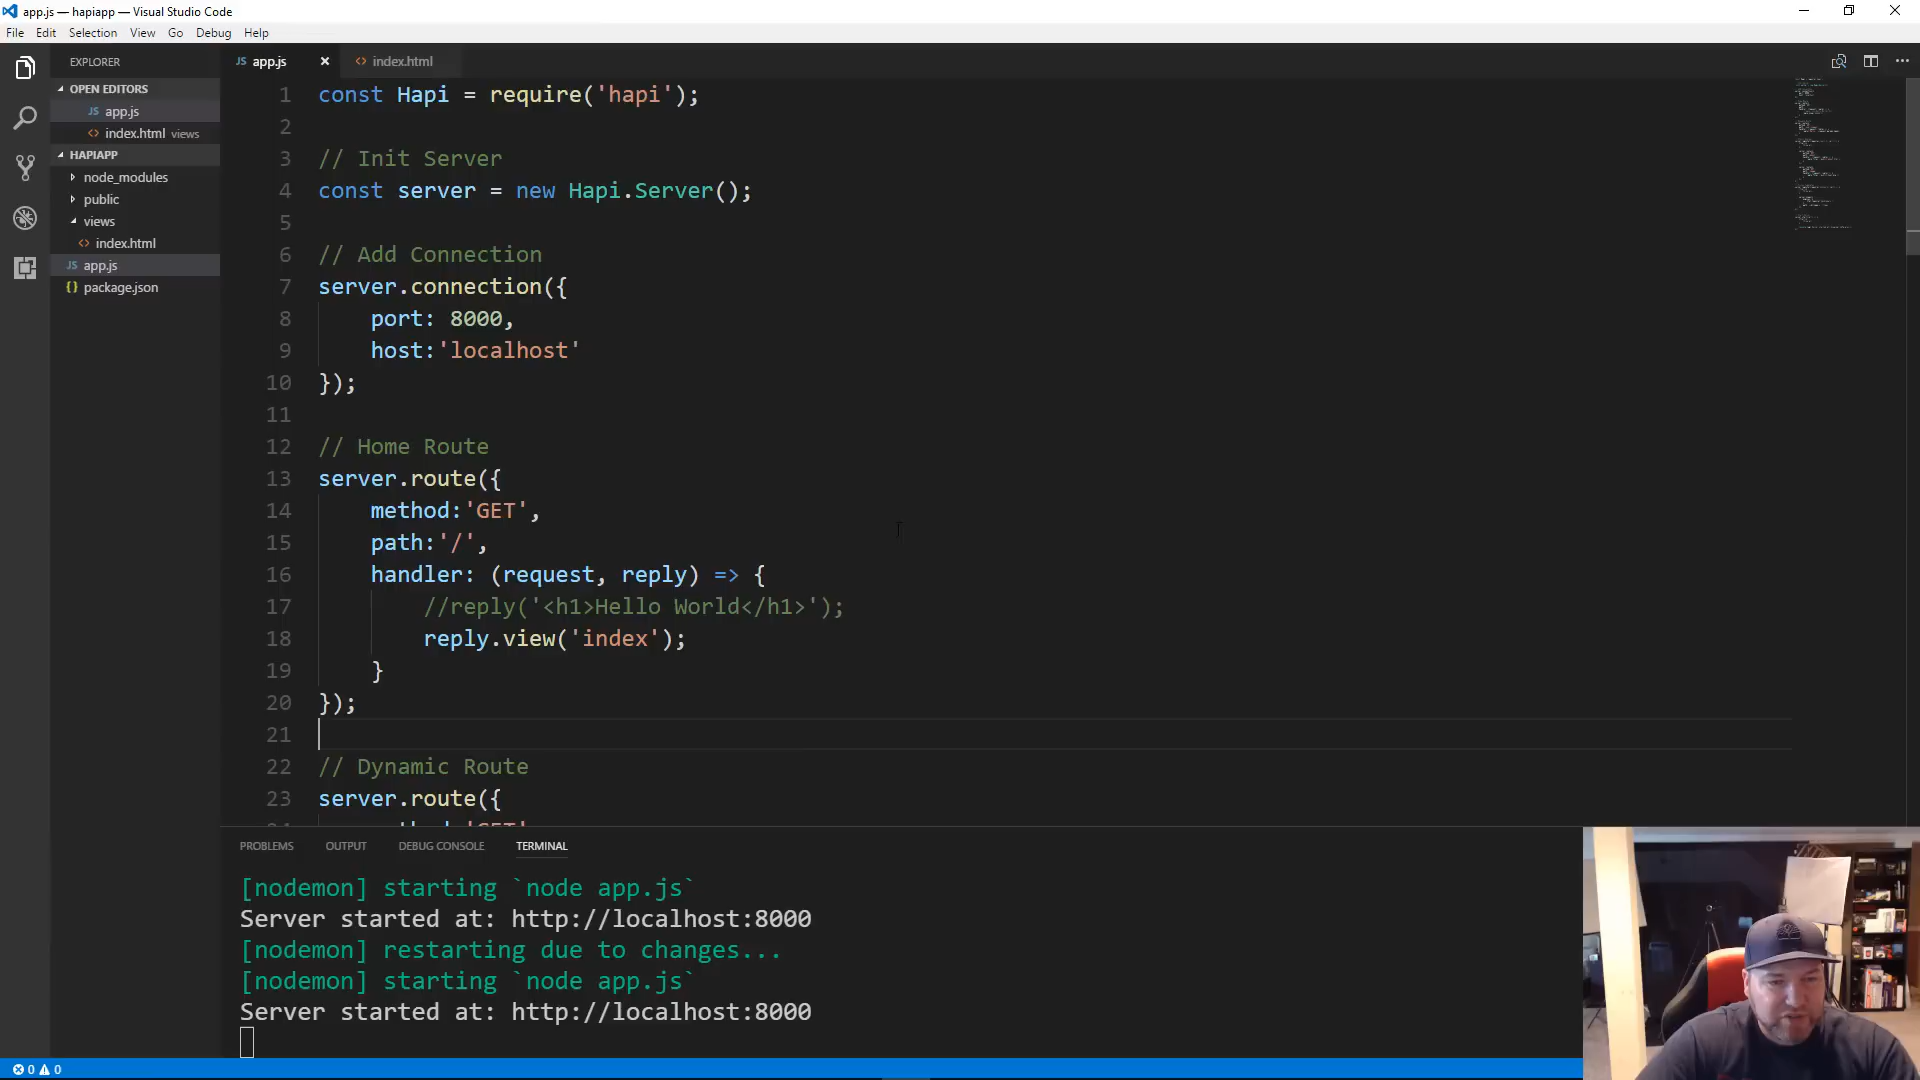 app.js — hapiapp — Visual Studio Code
File Edit Selection View Go Debug Help
EXPLORER
OPEN EDITORS
JS app.js
<> index.html views
HAPIAPP
node_modules
public
views
<> index.html
JS app.js
{} package.json
JS app.js × <> index.html
1 const Hapi = require('hapi');
2
3 // Init Server
4 const server = new Hapi.Server();
5
6 // Add Connection
7 server.connection({
8 port: 8000,
9 host:'localhost'
10 });
11
12 // Home Route
13 server.route({
14 method:'GET',
15 path:'/',
16 handler: (request, reply) => {
17 //reply('<h1>Hello World</h1>');
18 reply.view('index');
19 }
20 });
21
22 // Dynamic Route
23 server.route({
PROBLEMS OUTPUT DEBUG CONSOLE TERMINAL
[nodemon] starting `node app.js`
Server started at: http://localhost:8000
[nodemon] restarting due to changes...
[nodemon] starting `node app.js`
Server started at: http://localhost:8000
0 0